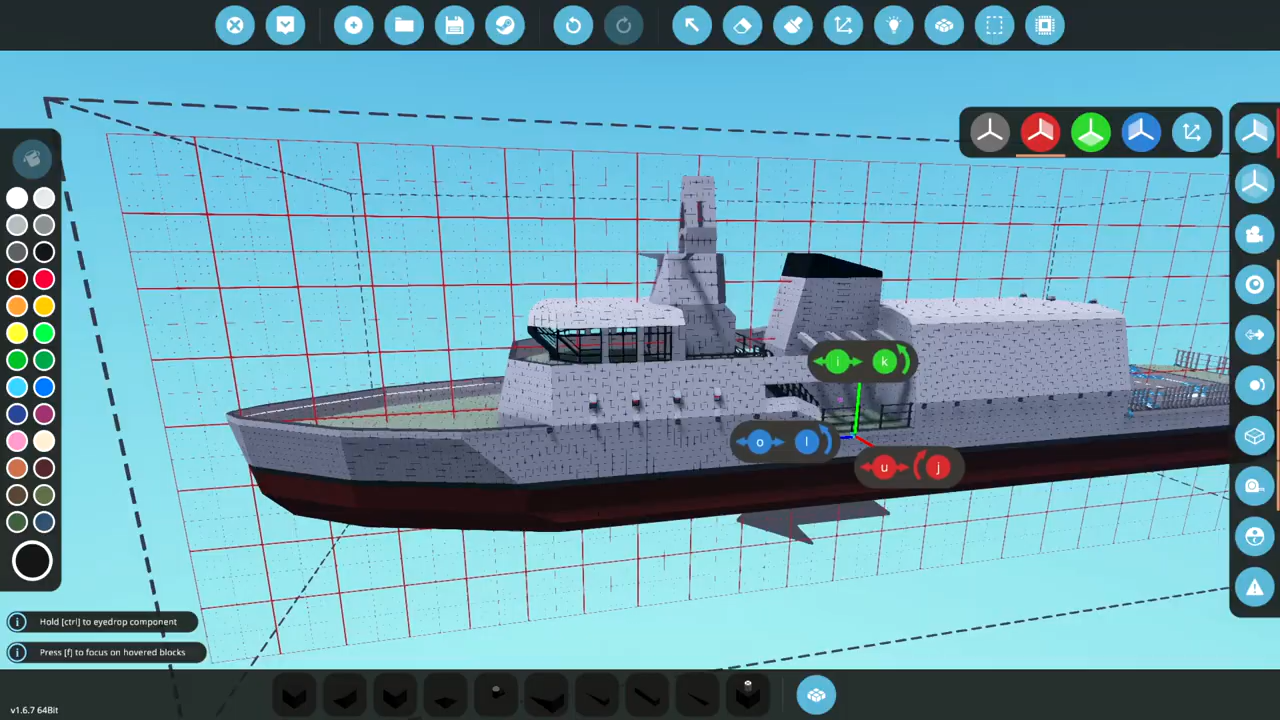 i k
o l
u j
Hold [ctrl] to eyedrop component
Press [f] to focus on hovered blocks
v1.6.7 64Bit